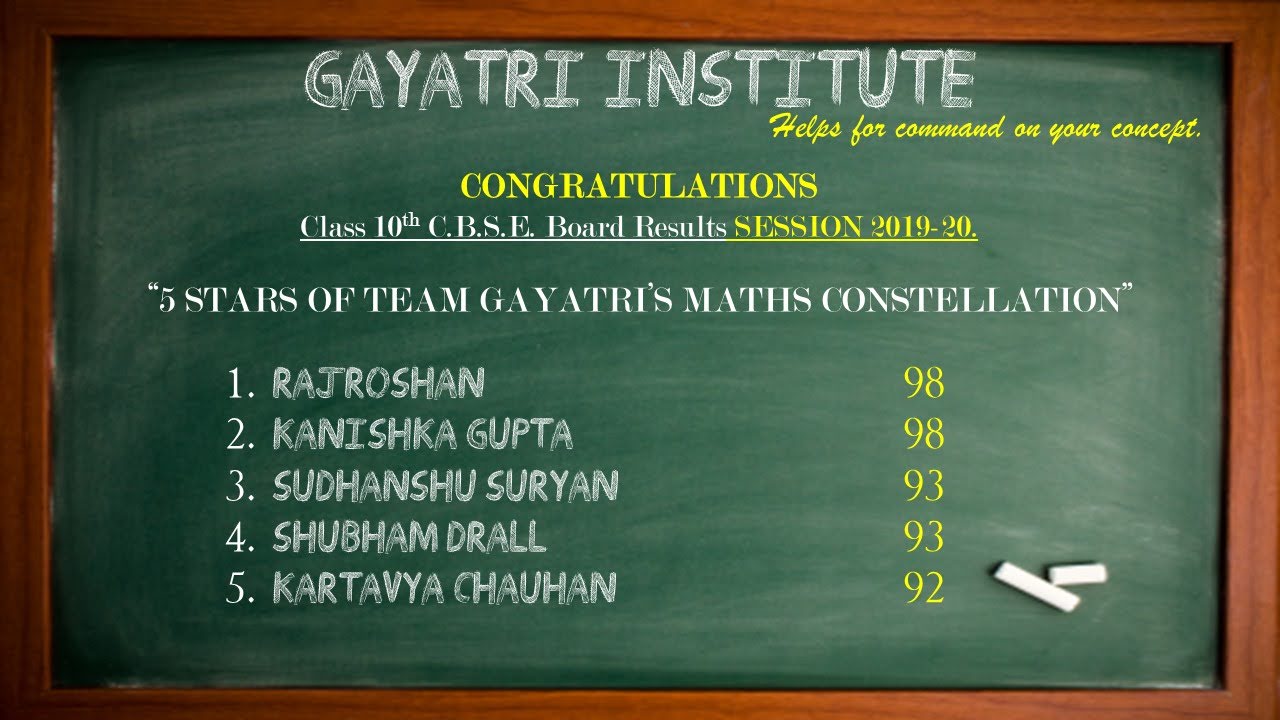 GAYATRI INSTITUTE
Helps for command on your concept.
CONGRATULATIONS
Class 10th C.B.S.E. Board Results SESSION 2019-20.
“5 STARS OF TEAM GAYATRI’S MATHS CONSTELLATION”
1. RAJROSHAN 98
2. KANISHKA GUPTA 98
3. SUDHANSHU SURYAN 93
4. SHUBHAM DRALL 93
5. KARTAVYA CHAUHAN 92